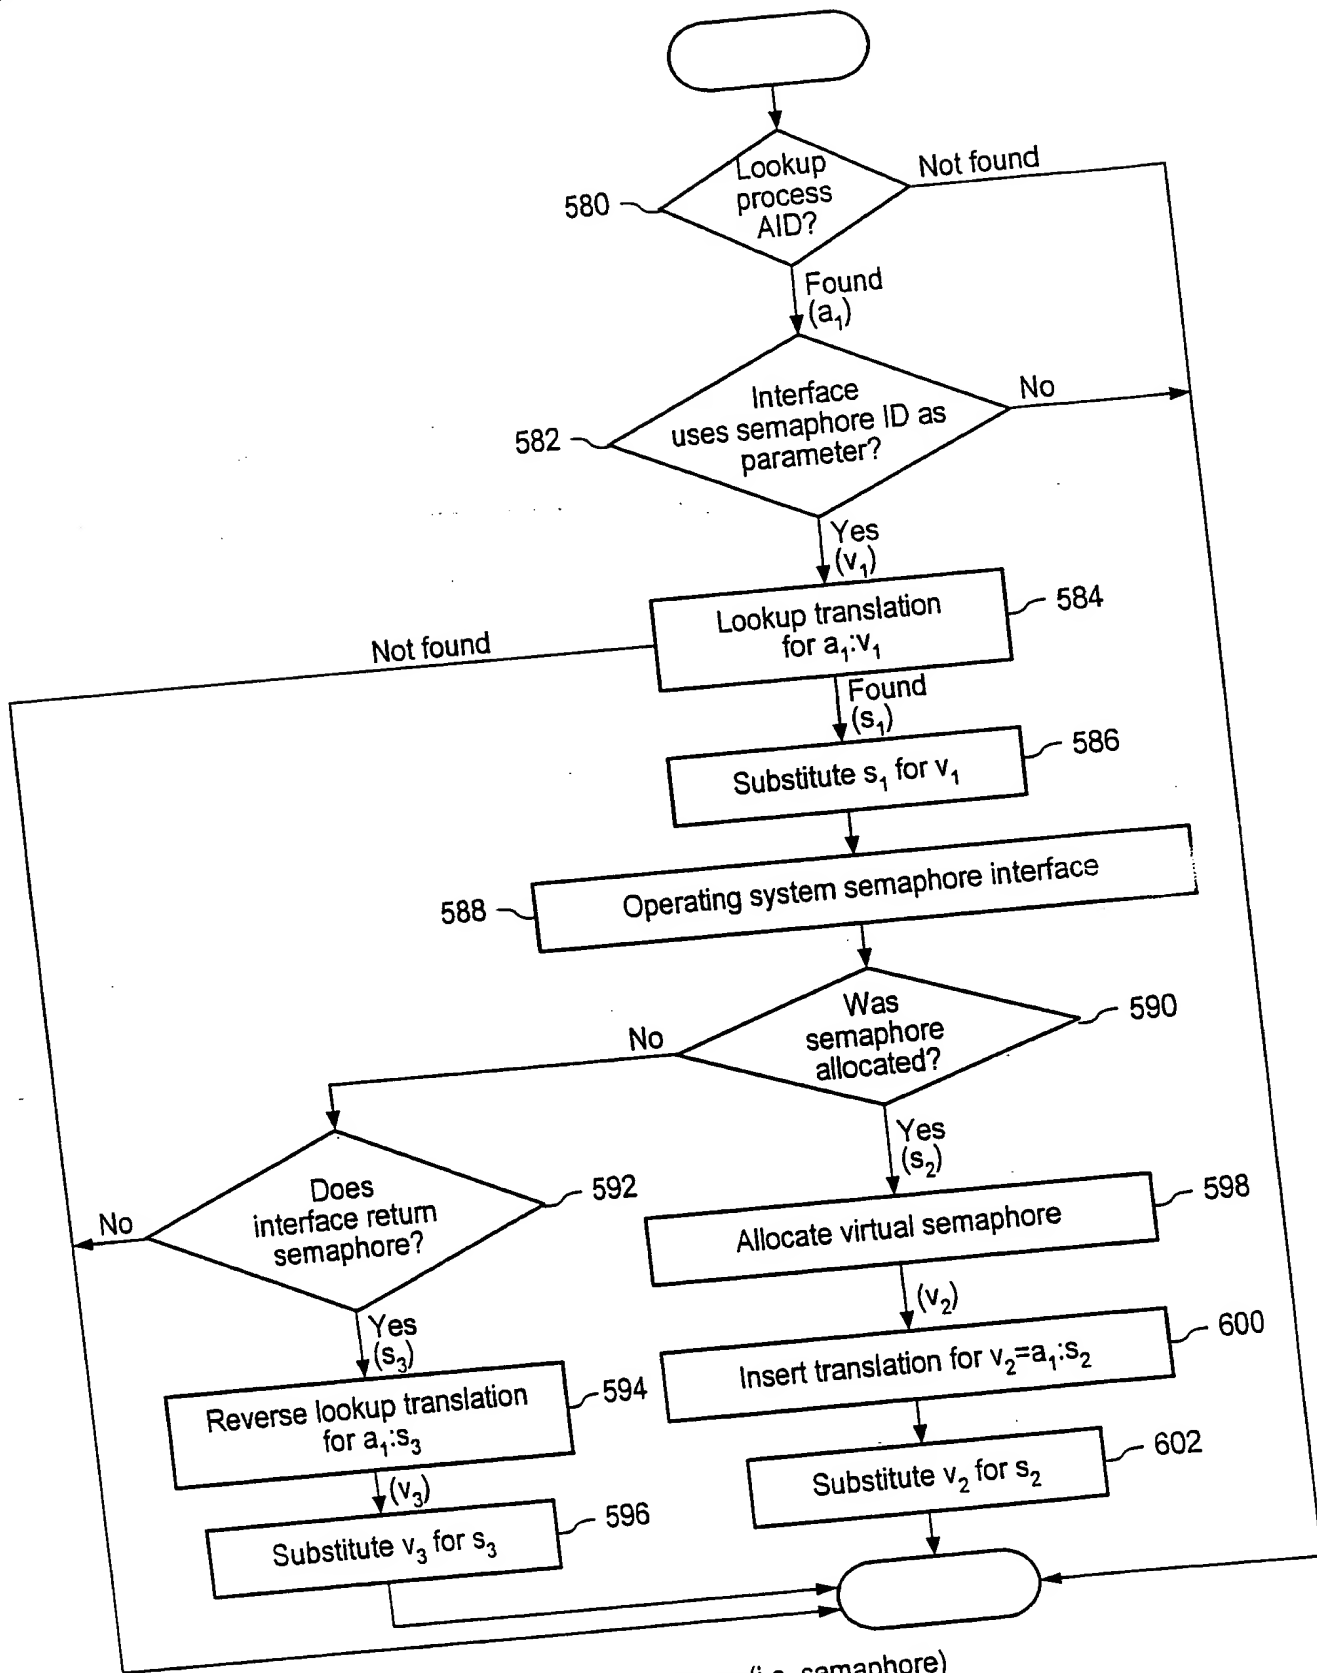 Lookup
process
AID?
Not found
580
Found
(a₁)
Interface
uses semaphore ID as
parameter?
No
582
Yes
(v₁)
Lookup translation
for a₁:v₁
584
Not found
Found
(s₁)
Substitute s₁ for v₁
586
Operating system semaphore interface
588
Was
semaphore
allocated?
590
No
Yes
(s₂)
Does
interface return
semaphore?
592
No
Allocate virtual semaphore
598
(v₂)
Yes
(s₃)
Insert translation for v₂=a₁:s₂
600
Reverse lookup translation
for a₁:s₃
594
(v₃)
Substitute v₂ for s₂
602
Substitute v₃ for s₃
596
semaphore)